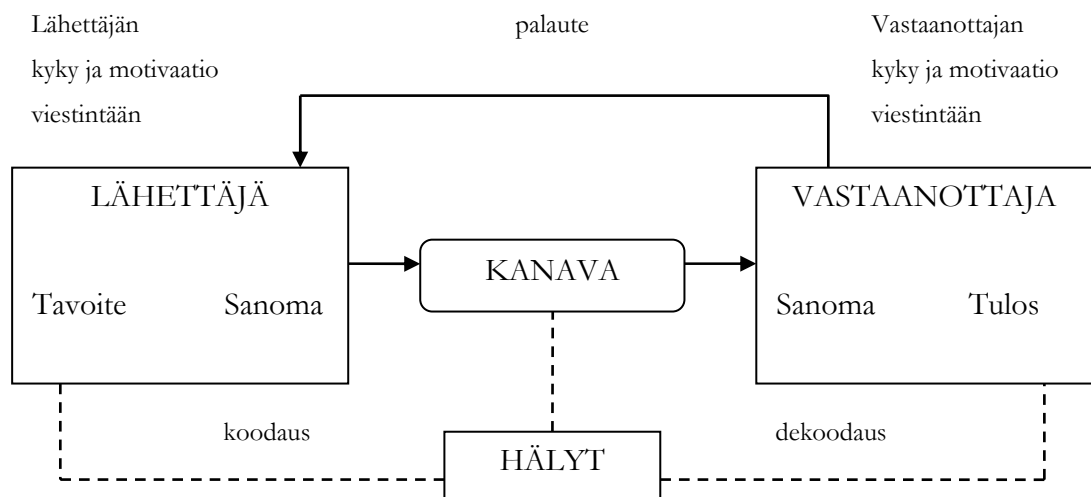 Lähettäjän
kyky ja motivaatio
viestintään
palaute
Vastaanottajan
kyky ja motivaatio
viestintään
LÄHETTÄJÄ
Tavoite Sanoma
KANAVA
VASTAANOTTAJA
Sanoma Tulos
koodaus
HÄLYT
dekoodaus